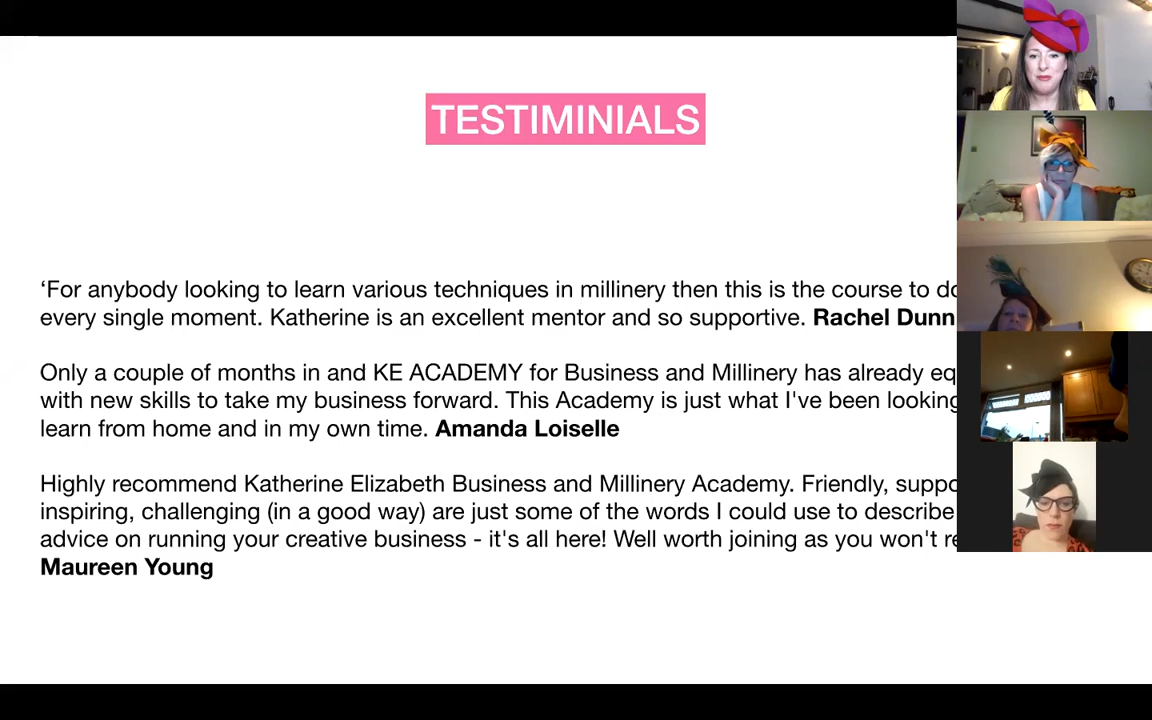 TESTIMINIALS
‘For anybody looking to learn various techniques in millinery then this is the course to do
every single moment. Katherine is an excellent mentor and so supportive. Rachel Dunn
Only a couple of months in and KE ACADEMY for Business and Millinery has already eq
with new skills to take my business forward. This Academy is just what I've been looking
learn from home and in my own time. Amanda Loiselle
Highly recommend Katherine Elizabeth Business and Millinery Academy. Friendly, suppo
inspiring, challenging (in a good way) are just some of the words I could use to describe
advice on running your creative business - it's all here! Well worth joining as you won't re
Maureen Young